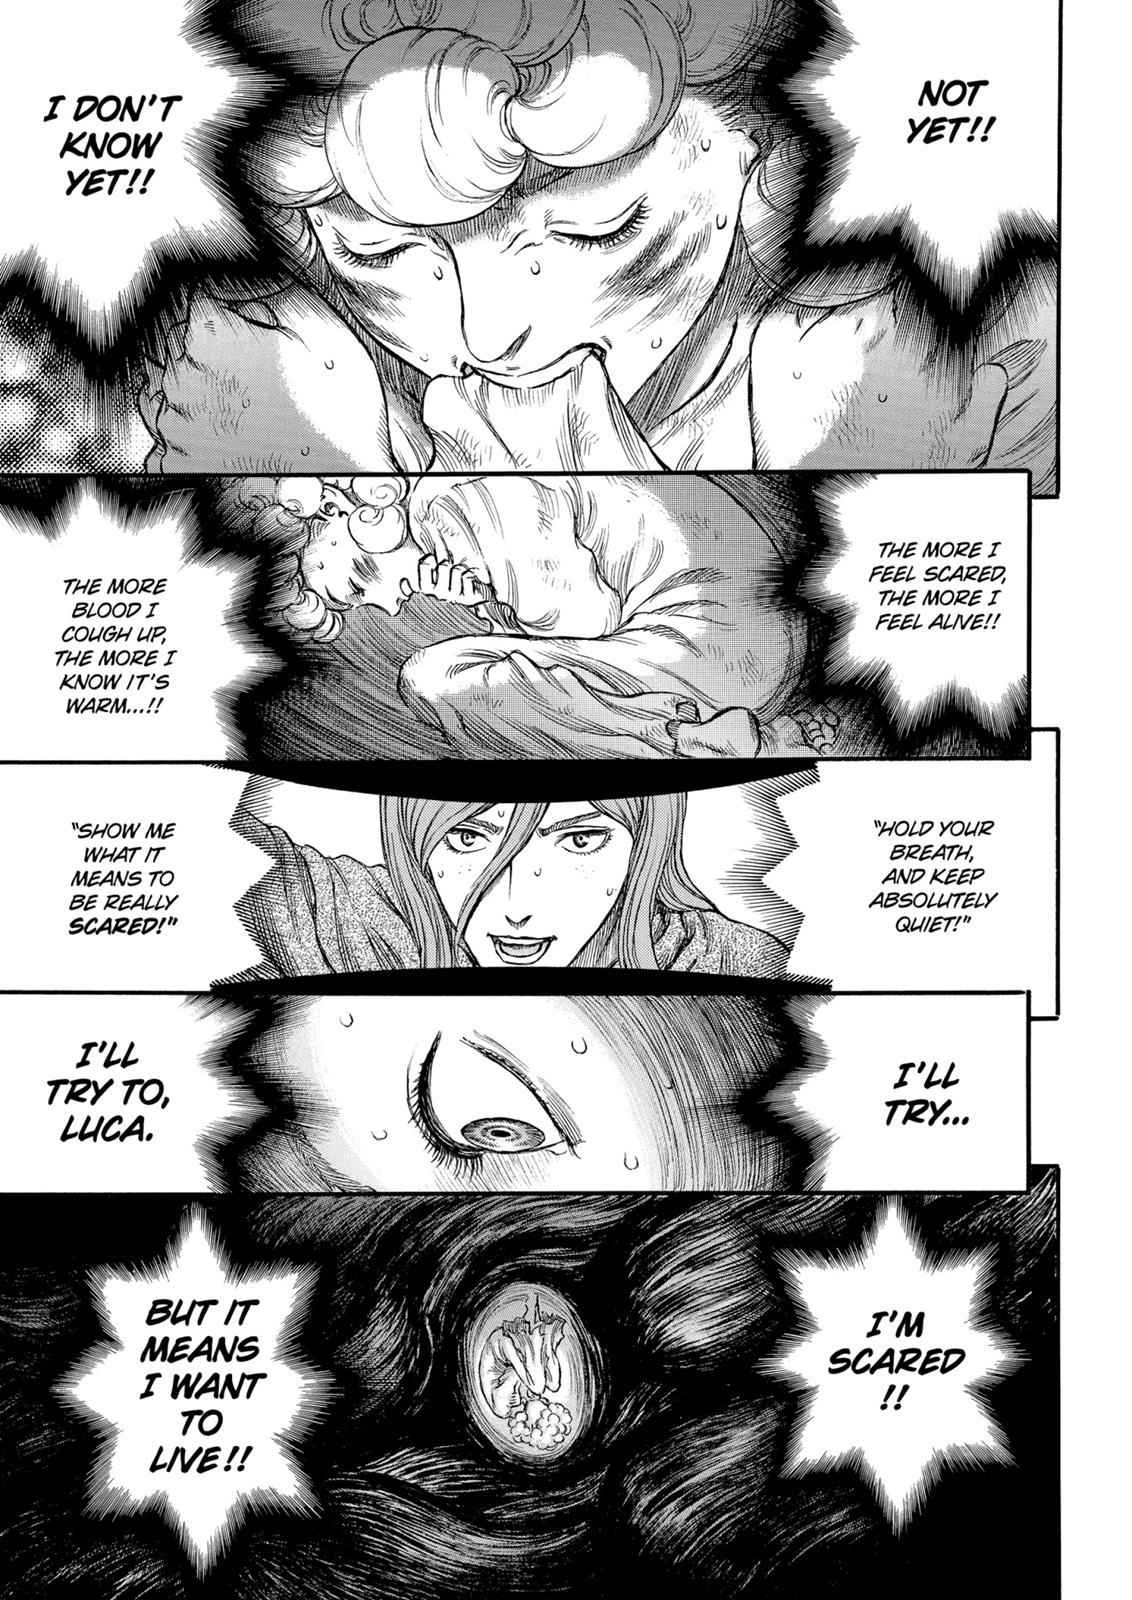 NOT
YET!!
I DON'T
KNOW
YET!!
THE MORE I
FEEL SCARED,
THE MORE I
FEEL ALIVE!!
THE MORE
BLOOD I
COUGH UP,
THE MORE I
KNOW IT'S
WARM...!!
"HOLD YOUR
BREATH,
AND KEEP
ABSOLUTELY
QUIET!"
"SHOW ME
WHAT IT
MEANS TO
BE REALLY
SCARED!"
I'LL
TRY...
I'LL
TRY TO,
LUCA.
I'M
SCARED
!!
BUT IT
MEANS
I WANT
TO
LIVE!!